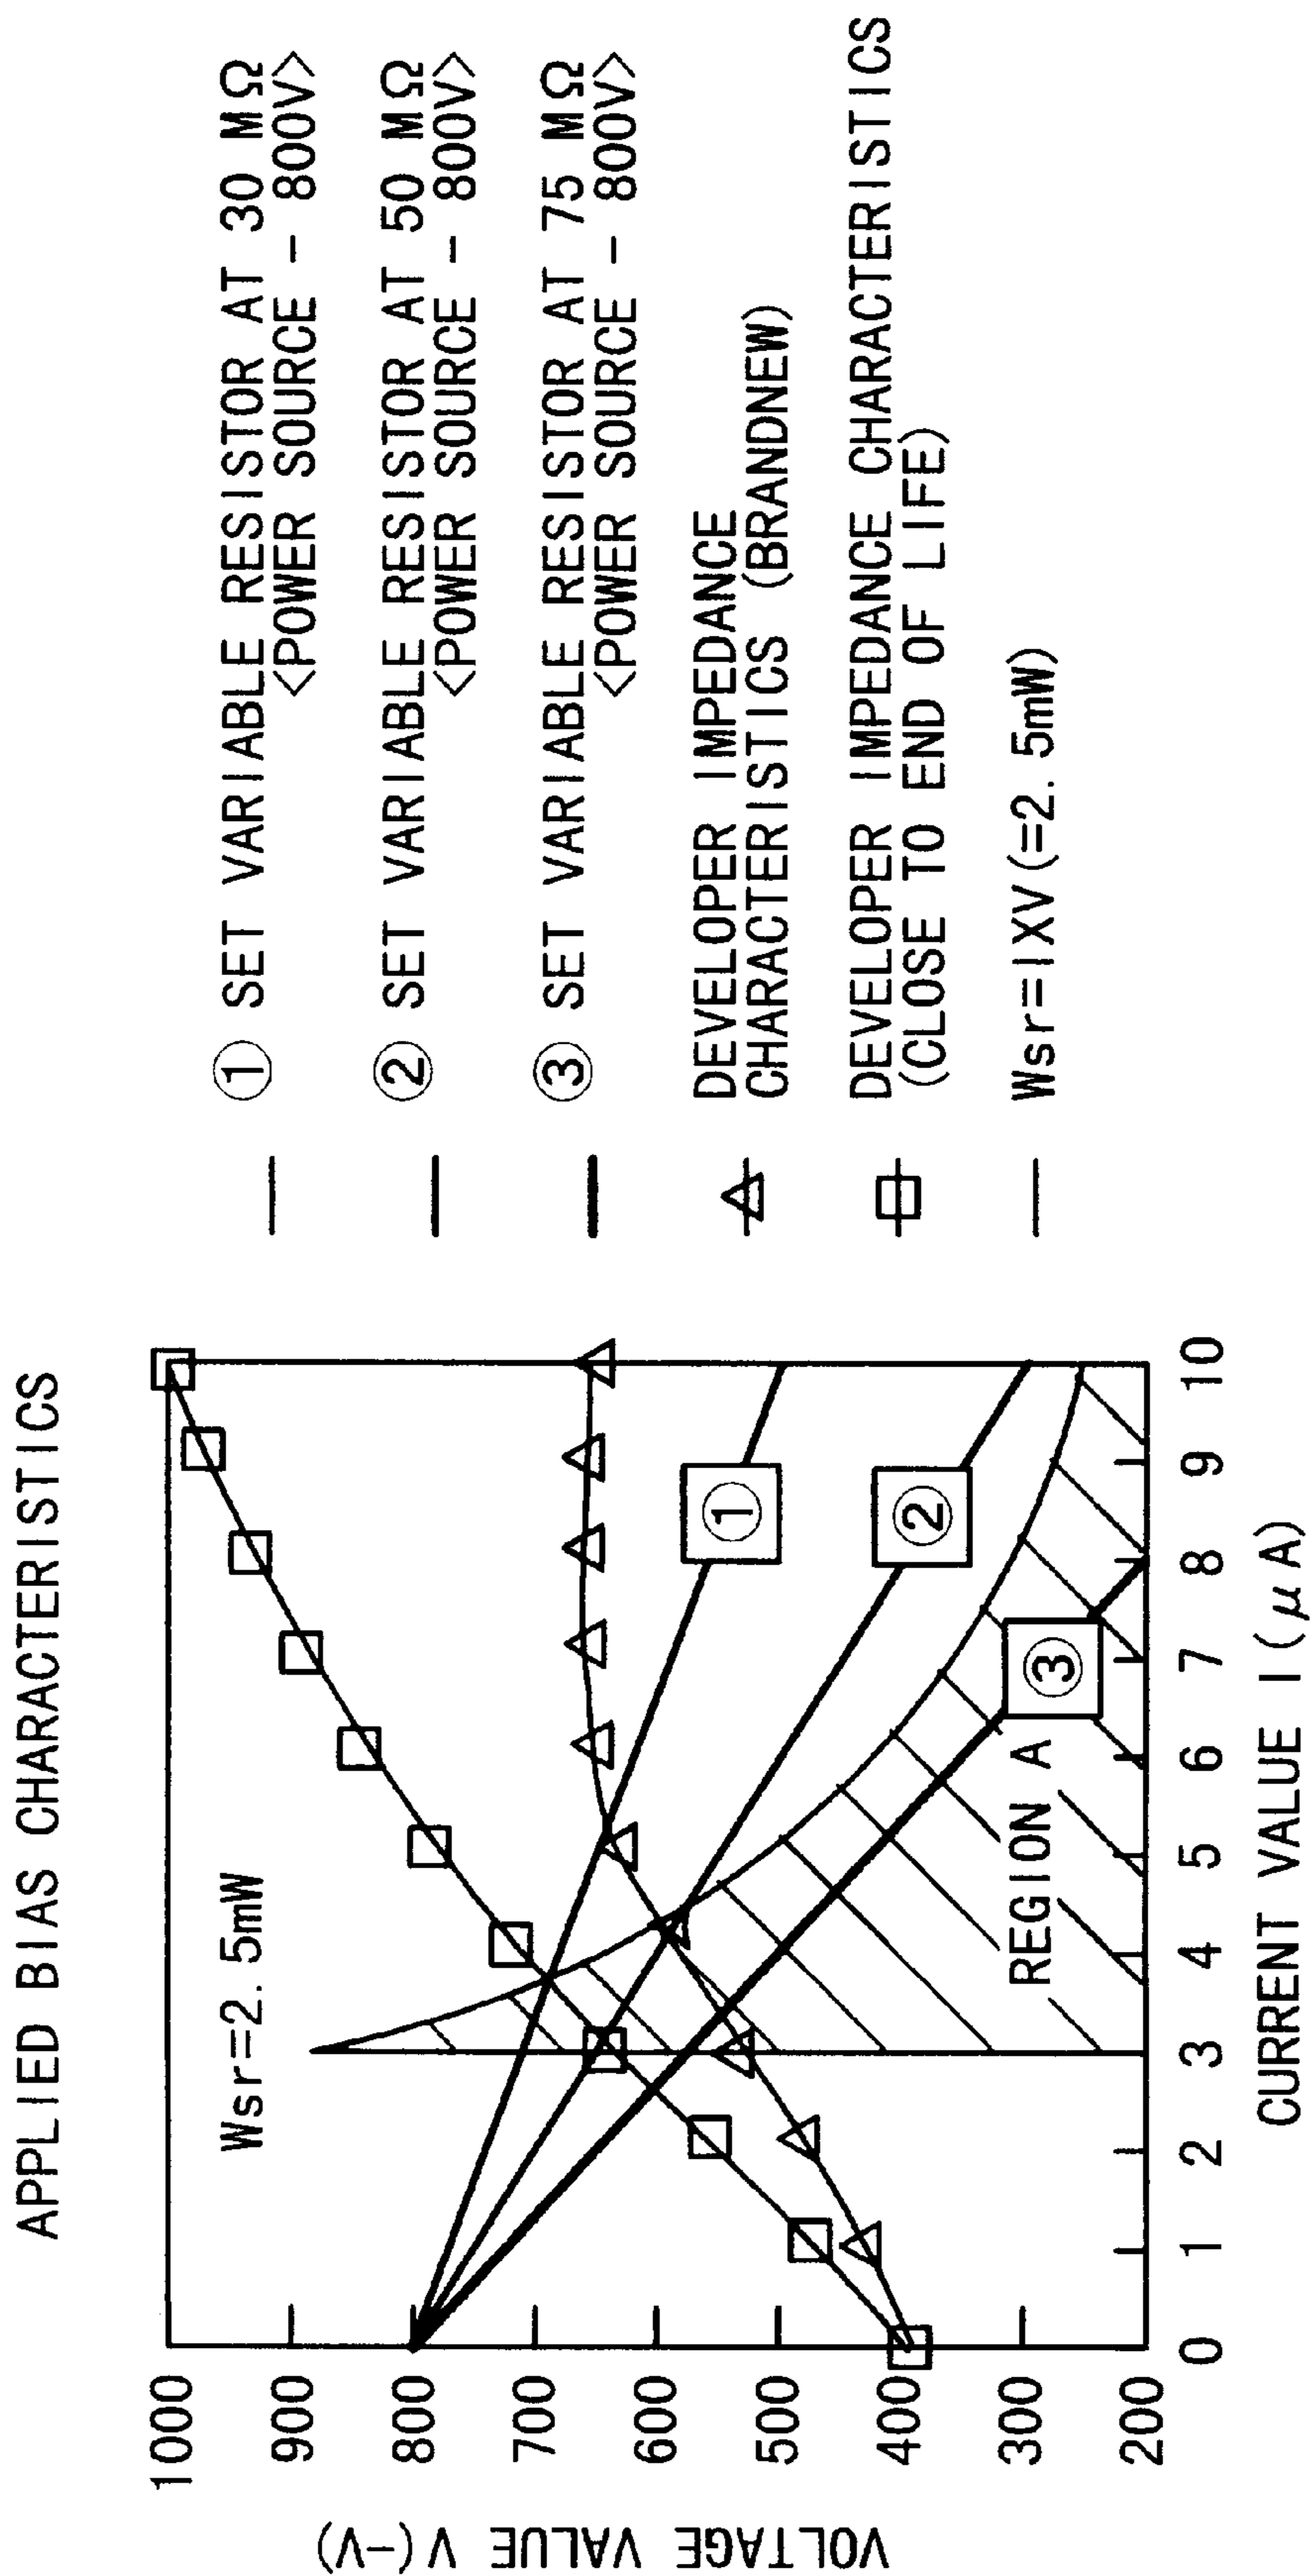 APPLIED BIAS CHARACTERISTICS
VOLTAGE VALUE V (-V)
1000
900
800
700
600
500
400
300
200
Wsr=2. 5mW
①
②
③
REGION A
0 1 2 3 4 5 6 7 8 9 10
CURRENT VALUE I (μA)
① SET VARIABLE RESISTOR AT 30 MΩ
<POWER SOURCE - 800V>
② SET VARIABLE RESISTOR AT 50 MΩ
<POWER SOURCE - 800V>
③ SET VARIABLE RESISTOR AT 75 MΩ
<POWER SOURCE - 800V>
DEVELOPER IMPEDANCE
CHARACTERISTICS (BRANDNEW)
DEVELOPER IMPEDANCE CHARACTERISTICS
(CLOSE TO END OF LIFE)
Wsr=IXV (=2. 5mW)